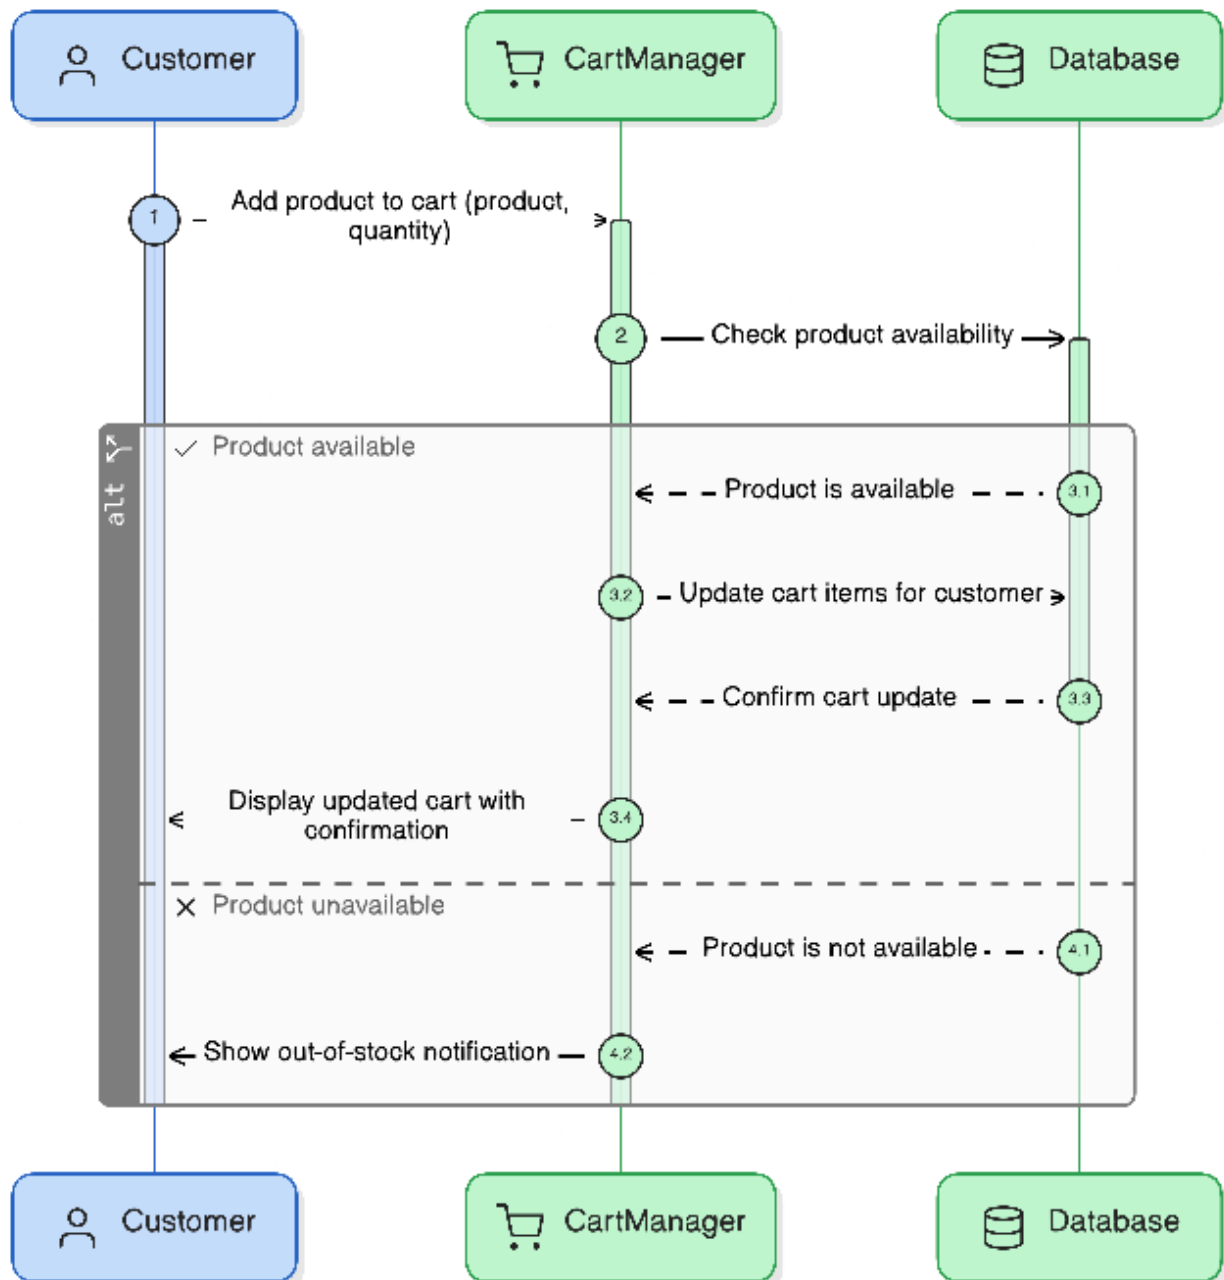 Customer
CartManager
Database
1
Add product to cart (product,
quantity)
2
Check product availability
alt
Product available
Product is available
3.1
3.2
Update cart items for customer
Confirm cart update
3.3
Display updated cart with
confirmation
3.4
Product unavailable
Product is not available
4.1
Show out-of-stock notification
4.2
Customer
CartManager
Database